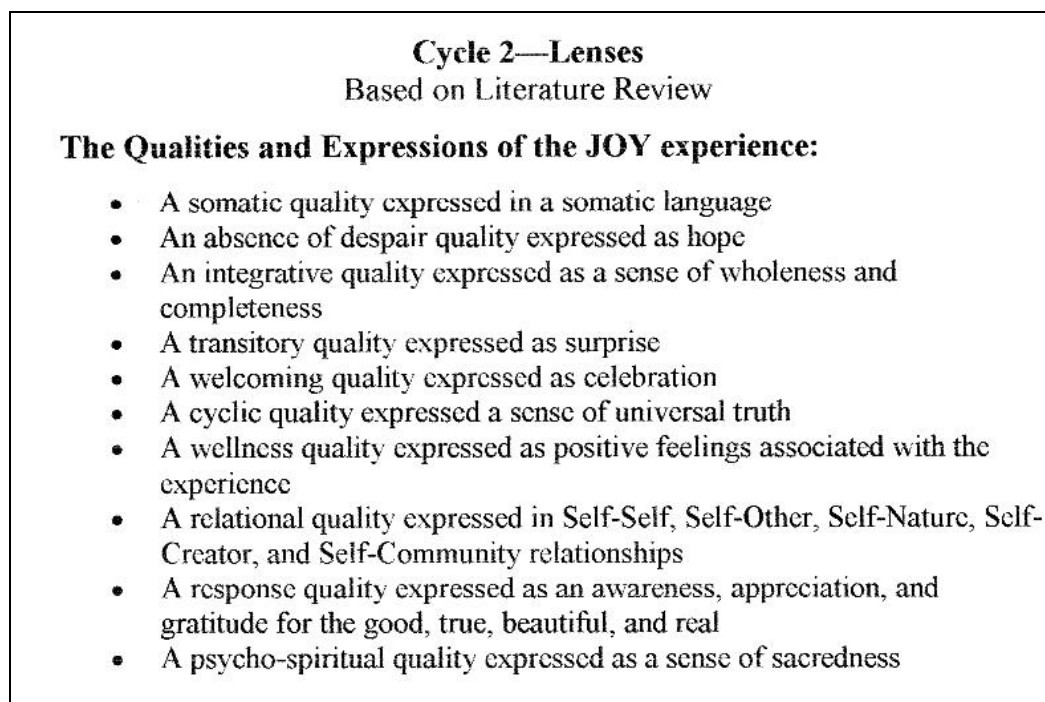 Cycle 2—Lenses
Based on Literature Review
The Qualities and Expressions of the JOY experience:
• A somatic quality expressed in a somatic language
• An absence of despair quality expressed as hope
• An integrative quality expressed as a sense of wholeness and
completeness
• A transitory quality expressed as surprise
• A welcoming quality expressed as celebration
• A cyclic quality expressed a sense of universal truth
• A wellness quality expressed as positive feelings associated with the
experience
• A relational quality expressed in Self-Self, Self-Other, Self-Nature, Self-
Creator, and Self-Community relationships
• A response quality expressed as an awareness, appreciation, and
gratitude for the good, true, beautiful, and real
• A psycho-spiritual quality expressed as a sense of sacredness